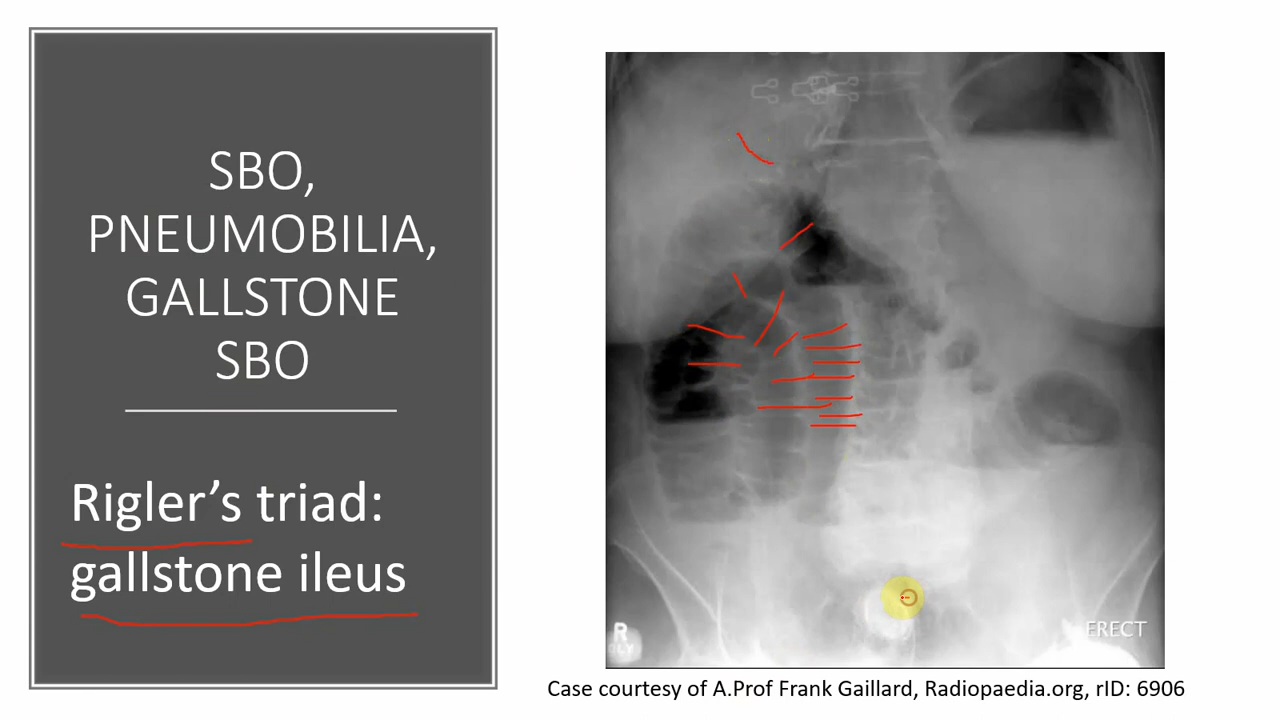 SBO,
PNEUMOBILIA,
GALLSTONE
SBO
Rigler’s triad:
gallstone ileus
R
ERECT
Case courtesy of A.Prof Frank Gaillard, Radiopaedia.org, rID: 6906